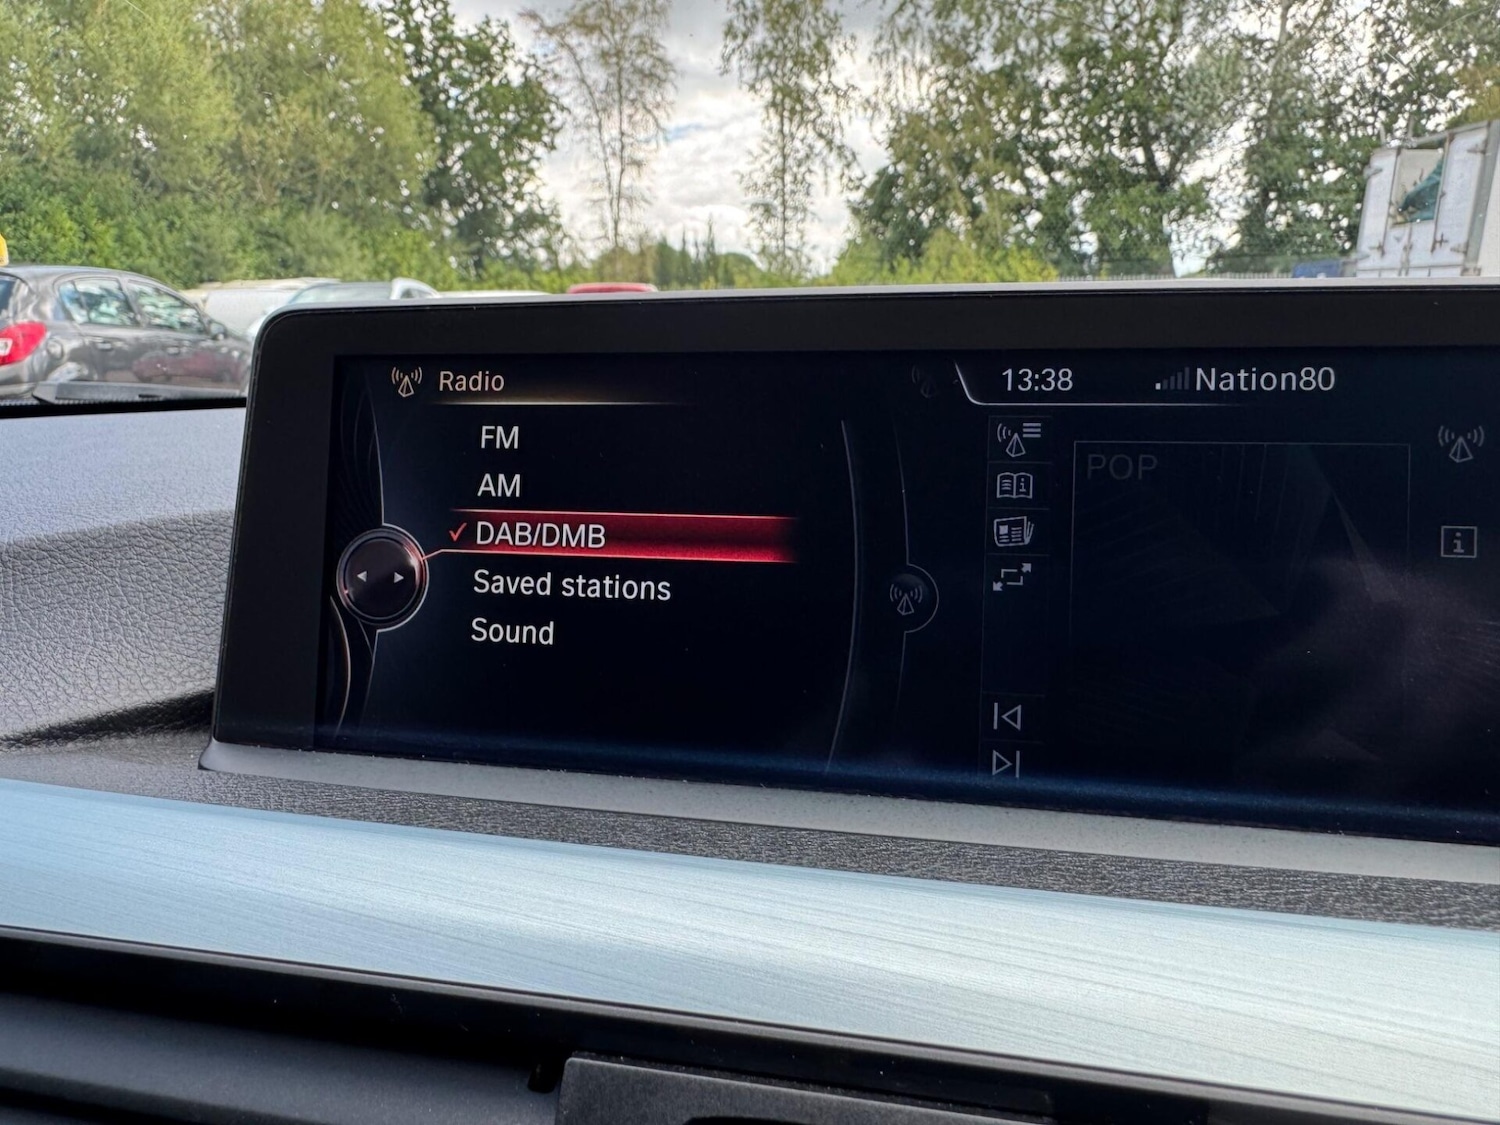 Radio
13:38
Nation80
FM
AM
DAB/DMB
Saved stations
Sound
POP